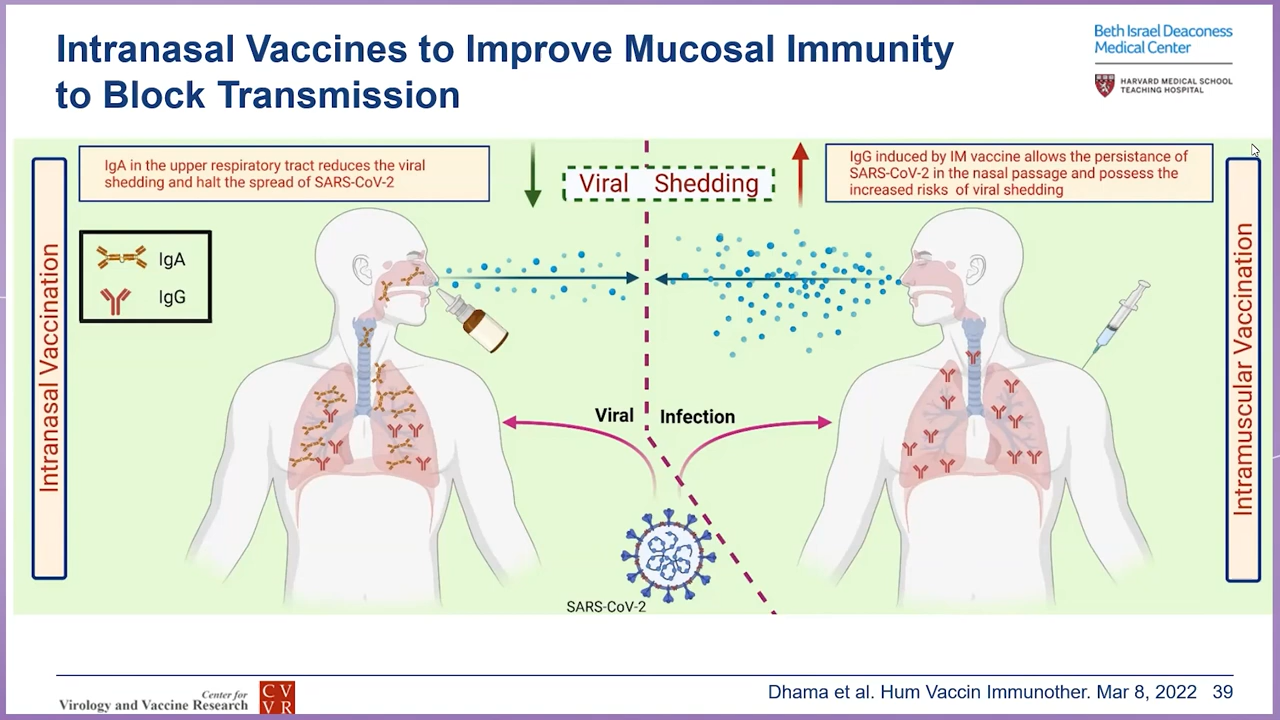 Intranasal Vaccines to Improve Mucosal Immunity
to Block Transmission
Beth Israel Deaconess
Medical Center
HARVARD MEDICAL SCHOOL
TEACHING HOSPITAL
IgA in the upper respiratory tract reduces the viral
shedding and halt the spread of SARS-CoV-2
Viral Shedding
IgG induced by IM vaccine allows the persistance of
SARS-CoV-2 in the nasal passage and possess the
increased risks of viral shedding
IgA
IgG
Intranasal Vaccination
Intramuscular Vaccination
Viral Infection
SARS-CoV-2
Center for
Virology and Vaccine Research
CV
VR
Dhama et al. Hum Vaccin Immunother. Mar 8, 2022 39